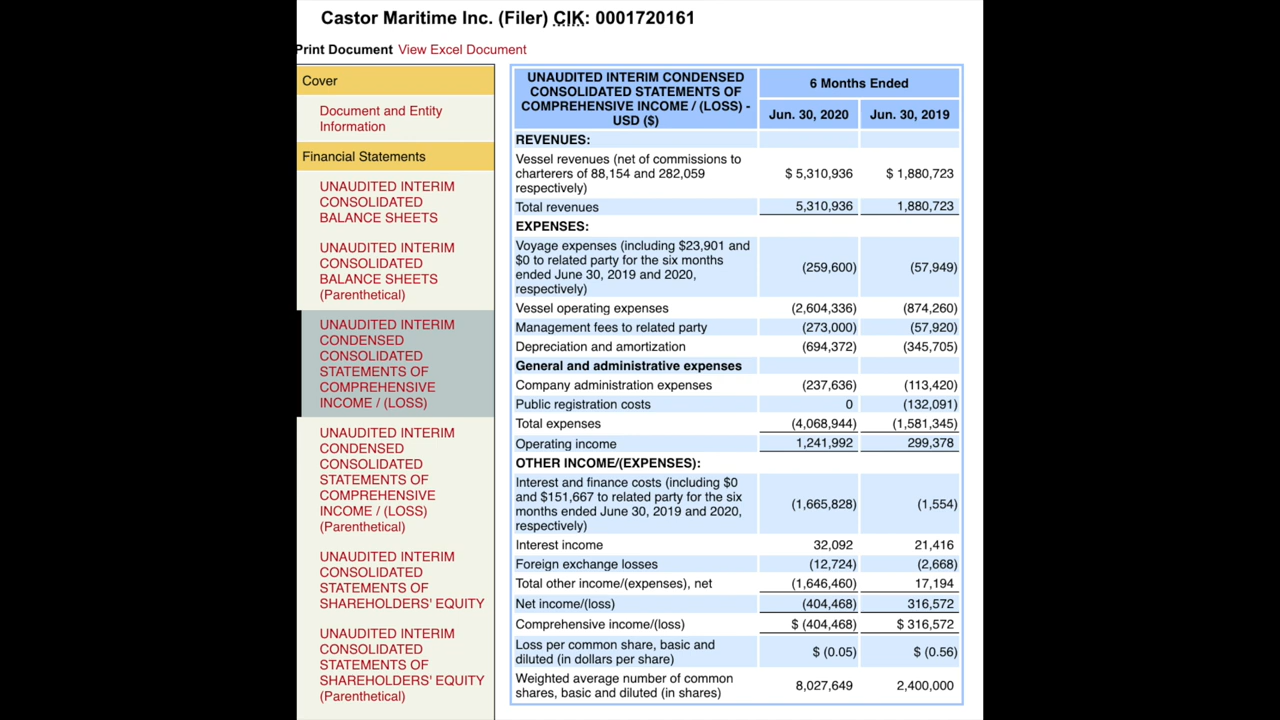 Castor Maritime Inc. (Filer) CIK: 0001720161
Print Document View Excel Document
Cover
Document and Entity
Information
Financial Statements
UNAUDITED INTERIM
CONSOLIDATED
BALANCE SHEETS
UNAUDITED INTERIM
CONSOLIDATED
BALANCE SHEETS
(Parenthetical)
UNAUDITED INTERIM
CONDENSED
CONSOLIDATED
STATEMENTS OF
COMPREHENSIVE
INCOME / (LOSS)
UNAUDITED INTERIM
CONDENSED
CONSOLIDATED
STATEMENTS OF
COMPREHENSIVE
INCOME / (LOSS)
(Parenthetical)
UNAUDITED INTERIM
CONSOLIDATED
STATEMENTS OF
SHAREHOLDERS' EQUITY
UNAUDITED INTERIM
CONSOLIDATED
STATEMENTS OF
SHAREHOLDERS' EQUITY
(Parenthetical)
UNAUDITED INTERIM CONDENSED
CONSOLIDATED STATEMENTS OF
COMPREHENSIVE INCOME / (LOSS) -
USD ($)
6 Months Ended
Jun. 30, 2020 Jun. 30, 2019
REVENUES:
Vessel revenues (net of commissions to
charterers of 88,154 and 282,059
respectively)
$ 5,310,936 $ 1,880,723
Total revenues 5,310,936 1,880,723
EXPENSES:
Voyage expenses (including $23,901 and
$0 to related party for the six months
ended June 30, 2019 and 2020,
respectively)
(259,600) (57,949)
Vessel operating expenses (2,604,336) (874,260)
Management fees to related party (273,000) (57,920)
Depreciation and amortization (694,372) (345,705)
General and administrative expenses
Company administration expenses (237,636) (113,420)
Public registration costs 0 (132,091)
Total expenses (4,068,944) (1,581,345)
Operating income 1,241,992 299,378
OTHER INCOME/(EXPENSES):
Interest and finance costs (including $0
and $151,667 to related party for the six
months ended June 30, 2019 and 2020,
respectively)
(1,665,828) (1,554)
Interest income 32,092 21,416
Foreign exchange losses (12,724) (2,668)
Total other income/(expenses), net (1,646,460) 17,194
Net income/(loss) (404,468) 316,572
Comprehensive income/(loss) $ (404,468) $ 316,572
Loss per common share, basic and
diluted (in dollars per share)
$ (0.05) $ (0.56)
Weighted average number of common
shares, basic and diluted (in shares)
8,027,649 2,400,000